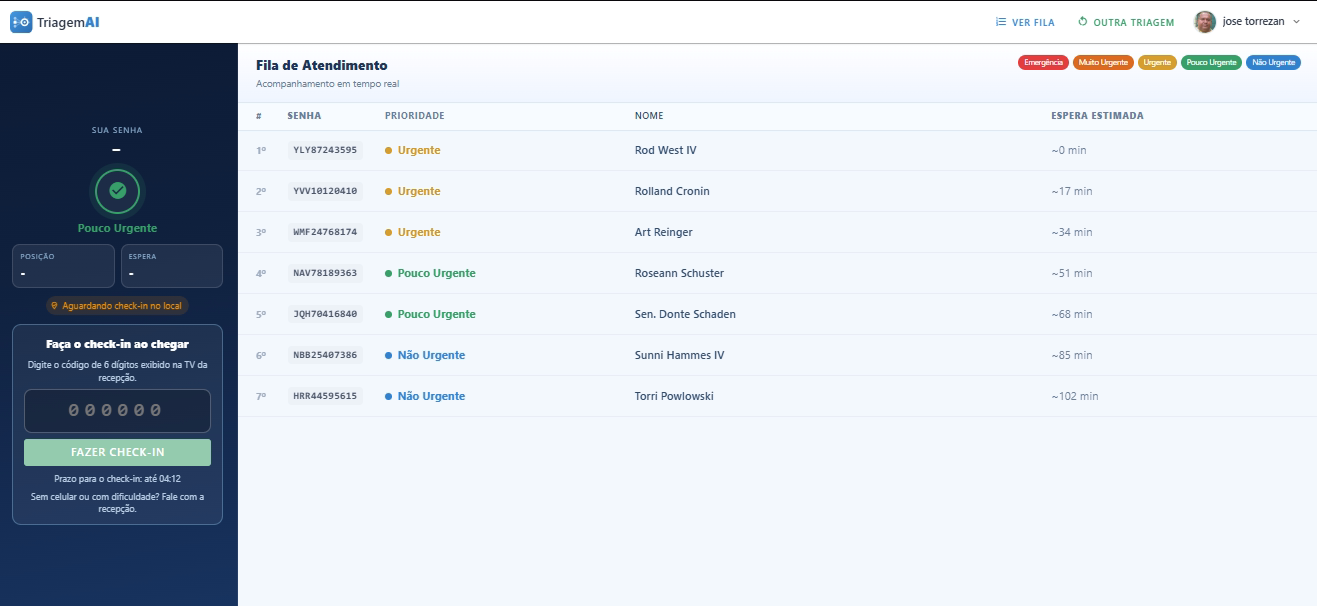 TriagemAI
VER FILA
OUTRA TRIAGEM
jose torrezan
SUA SENHA
–
Pouco Urgente
POSIÇÃO
-
ESPERA
-
Aguardando check-in no local
Faça o check-in ao chegar
Digite o código de 6 dígitos exibido na TV da
recepção.
000000
FAZER CHECK-IN
Prazo para o check-in: até 04:12
Sem celular ou com dificuldade? Fale com a
recepção.
Fila de Atendimento
Acompanhamento em tempo real
Emergência Muito Urgente Urgente Pouco Urgente Não Urgente
# SENHA PRIORIDADE NOME ESPERA ESTIMADA
1º YLY87243595 Urgente Rod West IV ~0 min
2º YVV10120410 Urgente Rolland Cronin ~17 min
3º WMF24768174 Urgente Art Reinger ~34 min
4º NAV78189363 Pouco Urgente Roseann Schuster ~51 min
5º JQH70416840 Pouco Urgente Sen. Donte Schaden ~68 min
6º NBB25407386 Não Urgente Sunni Hammes IV ~85 min
7º HRR44595615 Não Urgente Torri Powlowski ~102 min